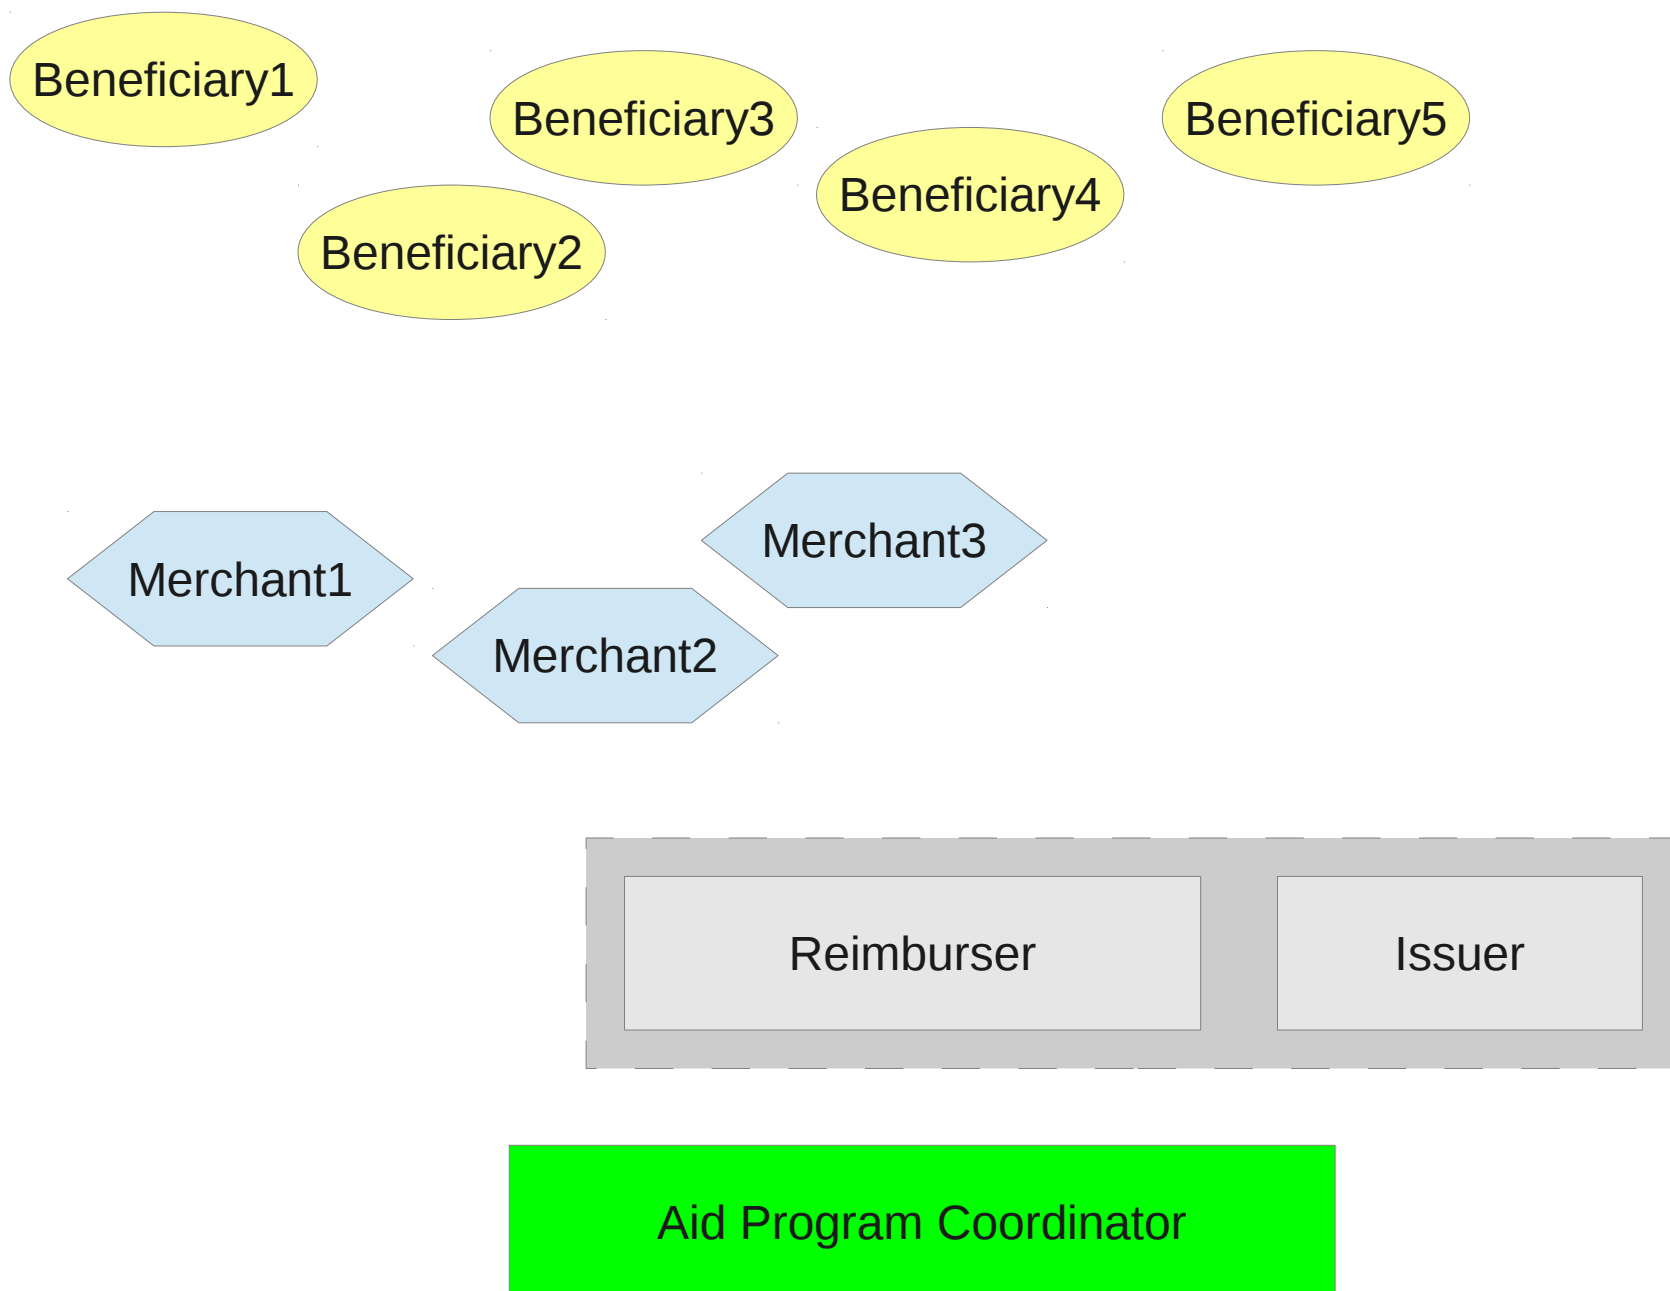 Beneficiary1
Beneficiary3
Beneficiary5
Beneficiary4
Beneficiary2
Merchant3
Merchant1
Merchant2
Reimburser
Issuer
Aid Program Coordinator